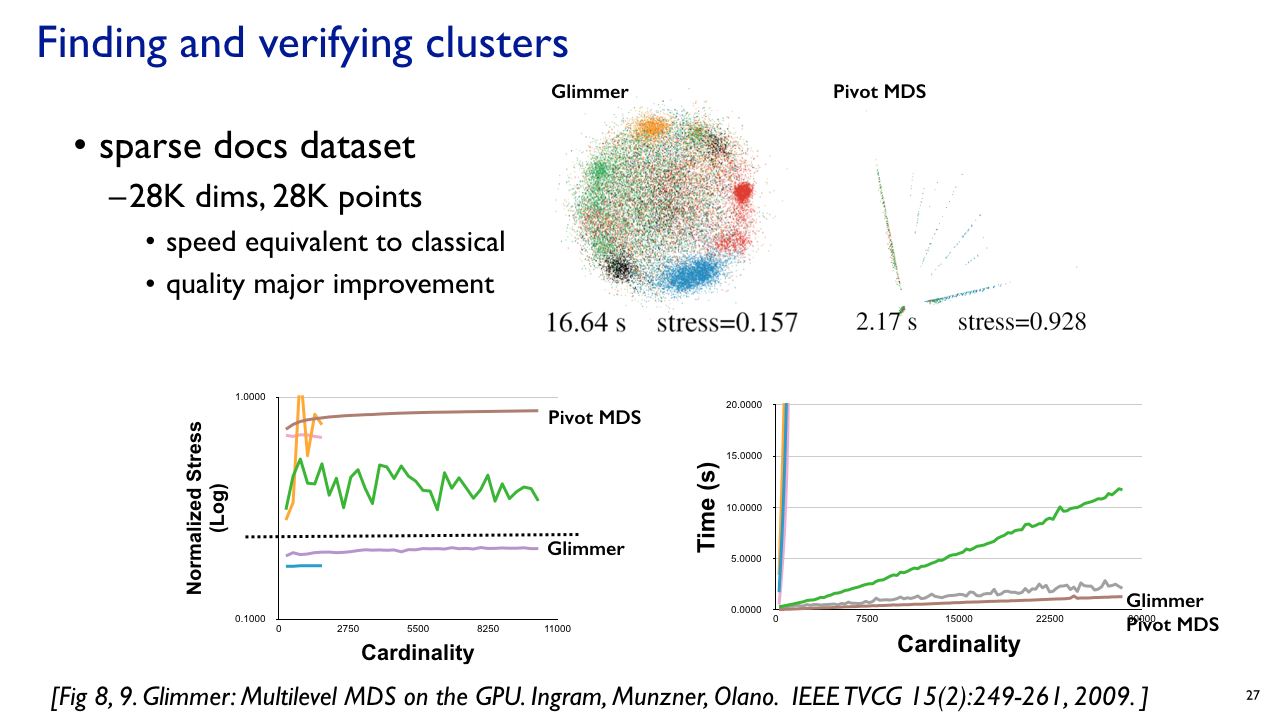 Finding and verifying clusters
Glimmer
Pivot MDS
• sparse docs dataset
–28K dims, 28K points
• speed equivalent to classical
• quality major improvement
16.64 s stress=0.157
2.17 s stress=0.928
1.0000
0.1000
Normalized Stress
(Log)
Pivot MDS
Glimmer
0 2750 5500 8250 11000
Cardinality
20.0000
15.0000
10.0000
5.0000
0.0000
Time (s)
Glimmer
Pivot MDS
0 7500 15000 22500 30000
Cardinality
[Fig 8, 9. Glimmer: Multilevel MDS on the GPU. Ingram, Munzner, Olano. IEEE TVCG 15(2):249-261, 2009. ]
27